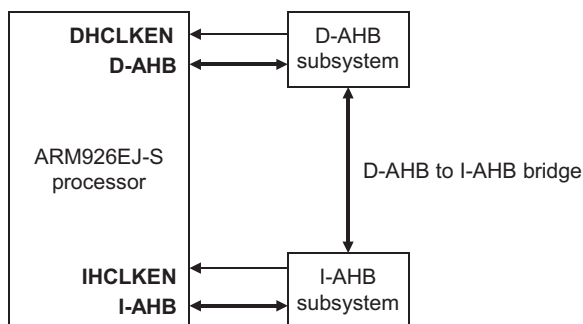 DHCLKEN
D-AHB
D-AHB
subsystem
ARM926EJ-S
processor
D-AHB to I-AHB bridge
IHCLKEN
I-AHB
I-AHB
subsystem